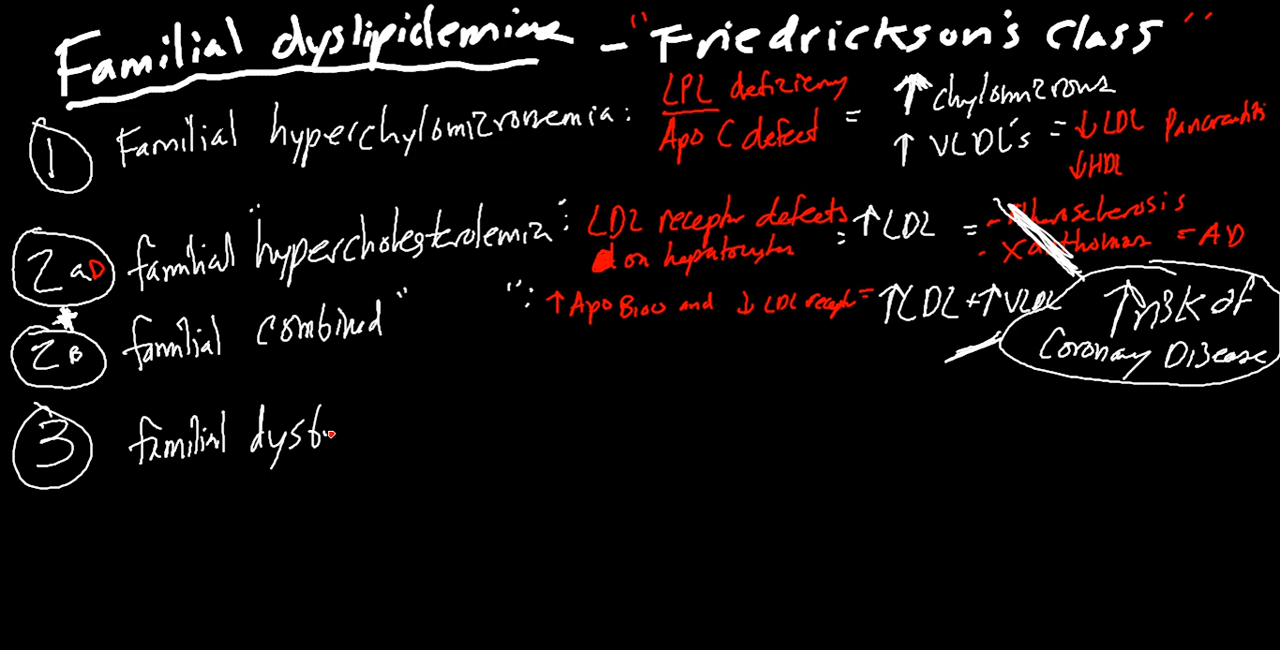 Familial dyslipidemia - "Friedrickson's Class"
1 Familial hyperchylomicronemia: LPL deficiency = ↑ chylomicrons
Apo C defect ↑ VLDL's = ↓ LDL Pancreatitis
↓ HDL
2aD familial "hypercholesterolemia": LDL receptor defects = ↑ LDL = - Atherosclerosis
on hepatocytes - Xanthomas = AD
2B familial combined " ": ↑ Apo B100 and ↓ LDL recept = ↑ LDL + ↑ VLDL ↑ risk of
Coronary Disease
3 familial dysb